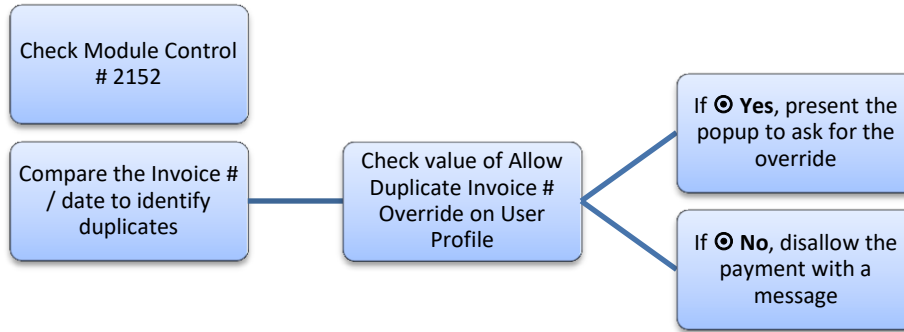 Check Module Control
# 2152
Compare the Invoice #
/ date to identify
duplicates
Check value of Allow
Duplicate Invoice #
Override on User
Profile
If ⦿ Yes, present the
popup to ask for the
override
If ⦿ No, disallow the
payment with a
message